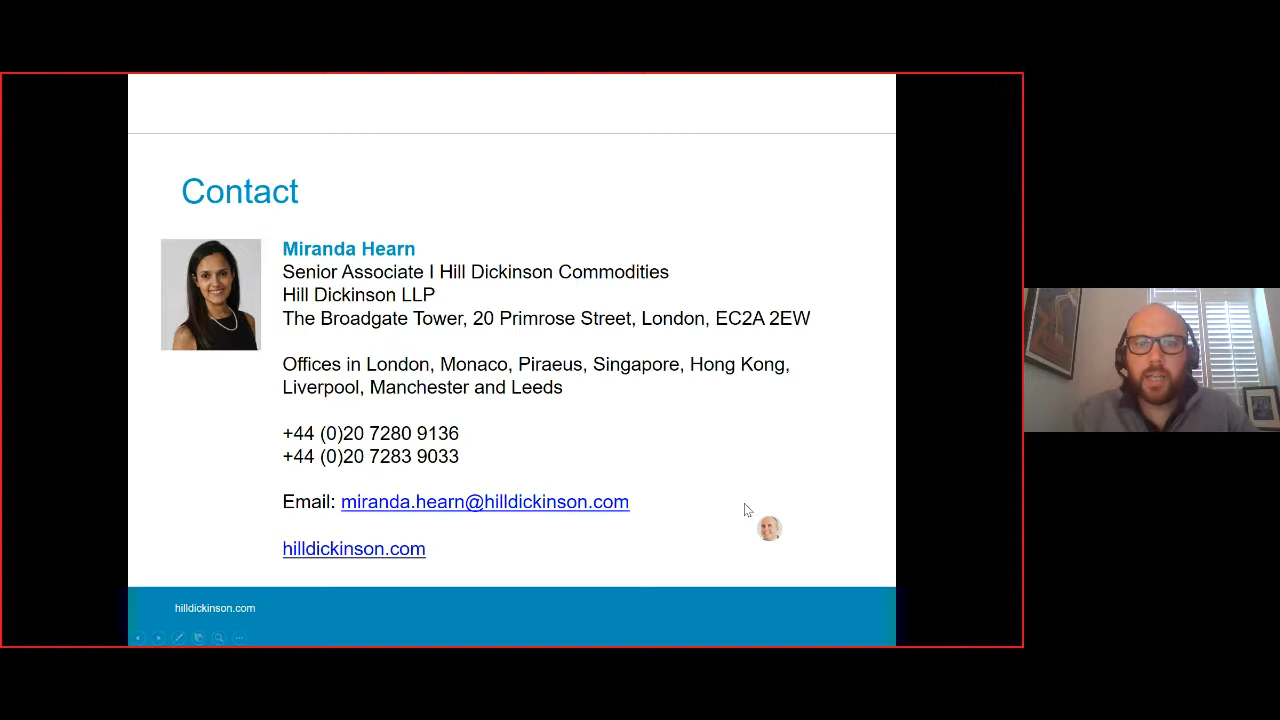 Contact
Miranda Hearn
Senior Associate I Hill Dickinson Commodities
Hill Dickinson LLP
The Broadgate Tower, 20 Primrose Street, London, EC2A 2EW
Offices in London, Monaco, Piraeus, Singapore, Hong Kong,
Liverpool, Manchester and Leeds
+44 (0)20 7280 9136
+44 (0)20 7283 9033
Email: miranda.hearn@hilldickinson.com
hilldickinson.com
hilldickinson.com